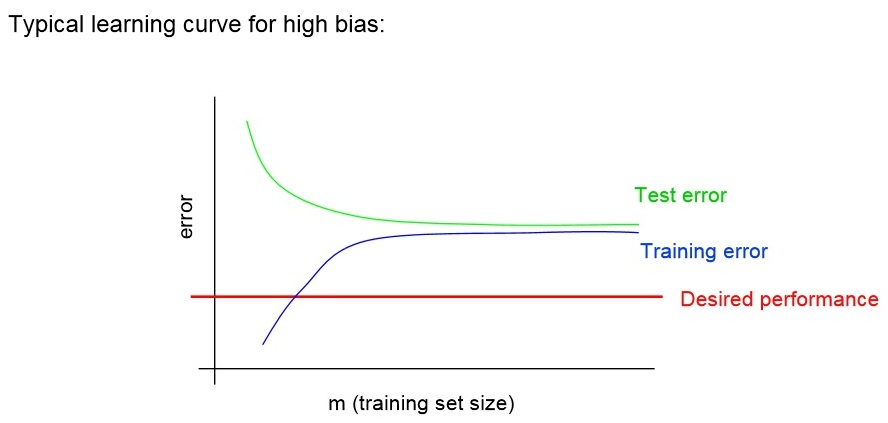 Typical learning curve for high bias:
error
Test error
Training error
Desired performance
m (training set size)